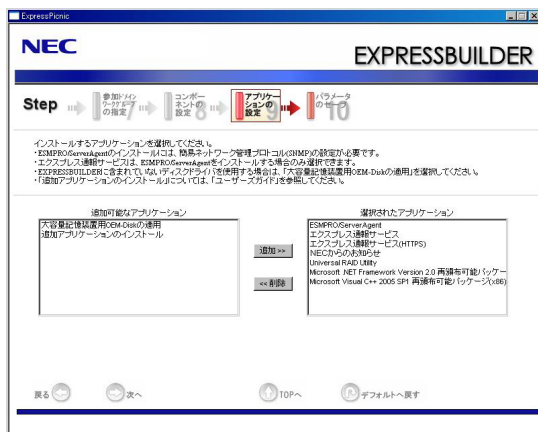 ExpressPicnic
NEC
EXPRESSBUILDER
Step
参加ドメイン
ワークグループ
の指定 7
コンポー
ネントの
設定 8
アプリケー
ションの
設定 9
パラメータ
のセーブ
10
インストールするアプリケーションを選択してください。
・ESMPRO/ServerAgentのインストールには、簡易ネットワーク管理プロトコル(SNMP)の設定が必要です。
・エクスプレス通報サービスは、ESMPRO/ServerAgentをインストールする場合のみ選択できます。
・EXPRESSBUILDERに含まれていないディスクドライバを使用する場合は、「大容量記憶装置用OEM-Diskの適用」を選択してください。
・「追加アプリケーションのインストール」については、「ユーザーズガイド」を参照してください。
追加可能なアプリケーション
大容量記憶装置用OEM-Diskの適用
追加アプリケーションのインストール
追加 >>
<< 削除
選択されたアプリケーション
ESMPRO/ServerAgent
エクスプレス通報サービス
エクスプレス通報サービス(HTTPS)
NECからのお知らせ
Universal RAID Utility
Microsoft .NET Framework Version 2.0 再頒布可能パッケー
Microsoft Visual C++ 2005 SP1 再頒布可能パッケージ(x86)
戻る
次へ
TOPへ
デフォルトへ戻す